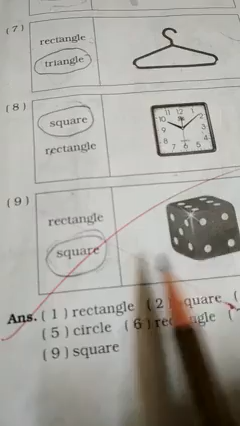 (7)
rectangle
triangle
(8)
square
rectangle
11 12 1
10 2
9 3
8 4
7 6 5
(9)
rectangle
square
Ans. (1) rectangle (2) quare (
(5) circle (6) rec gle (
(9) square